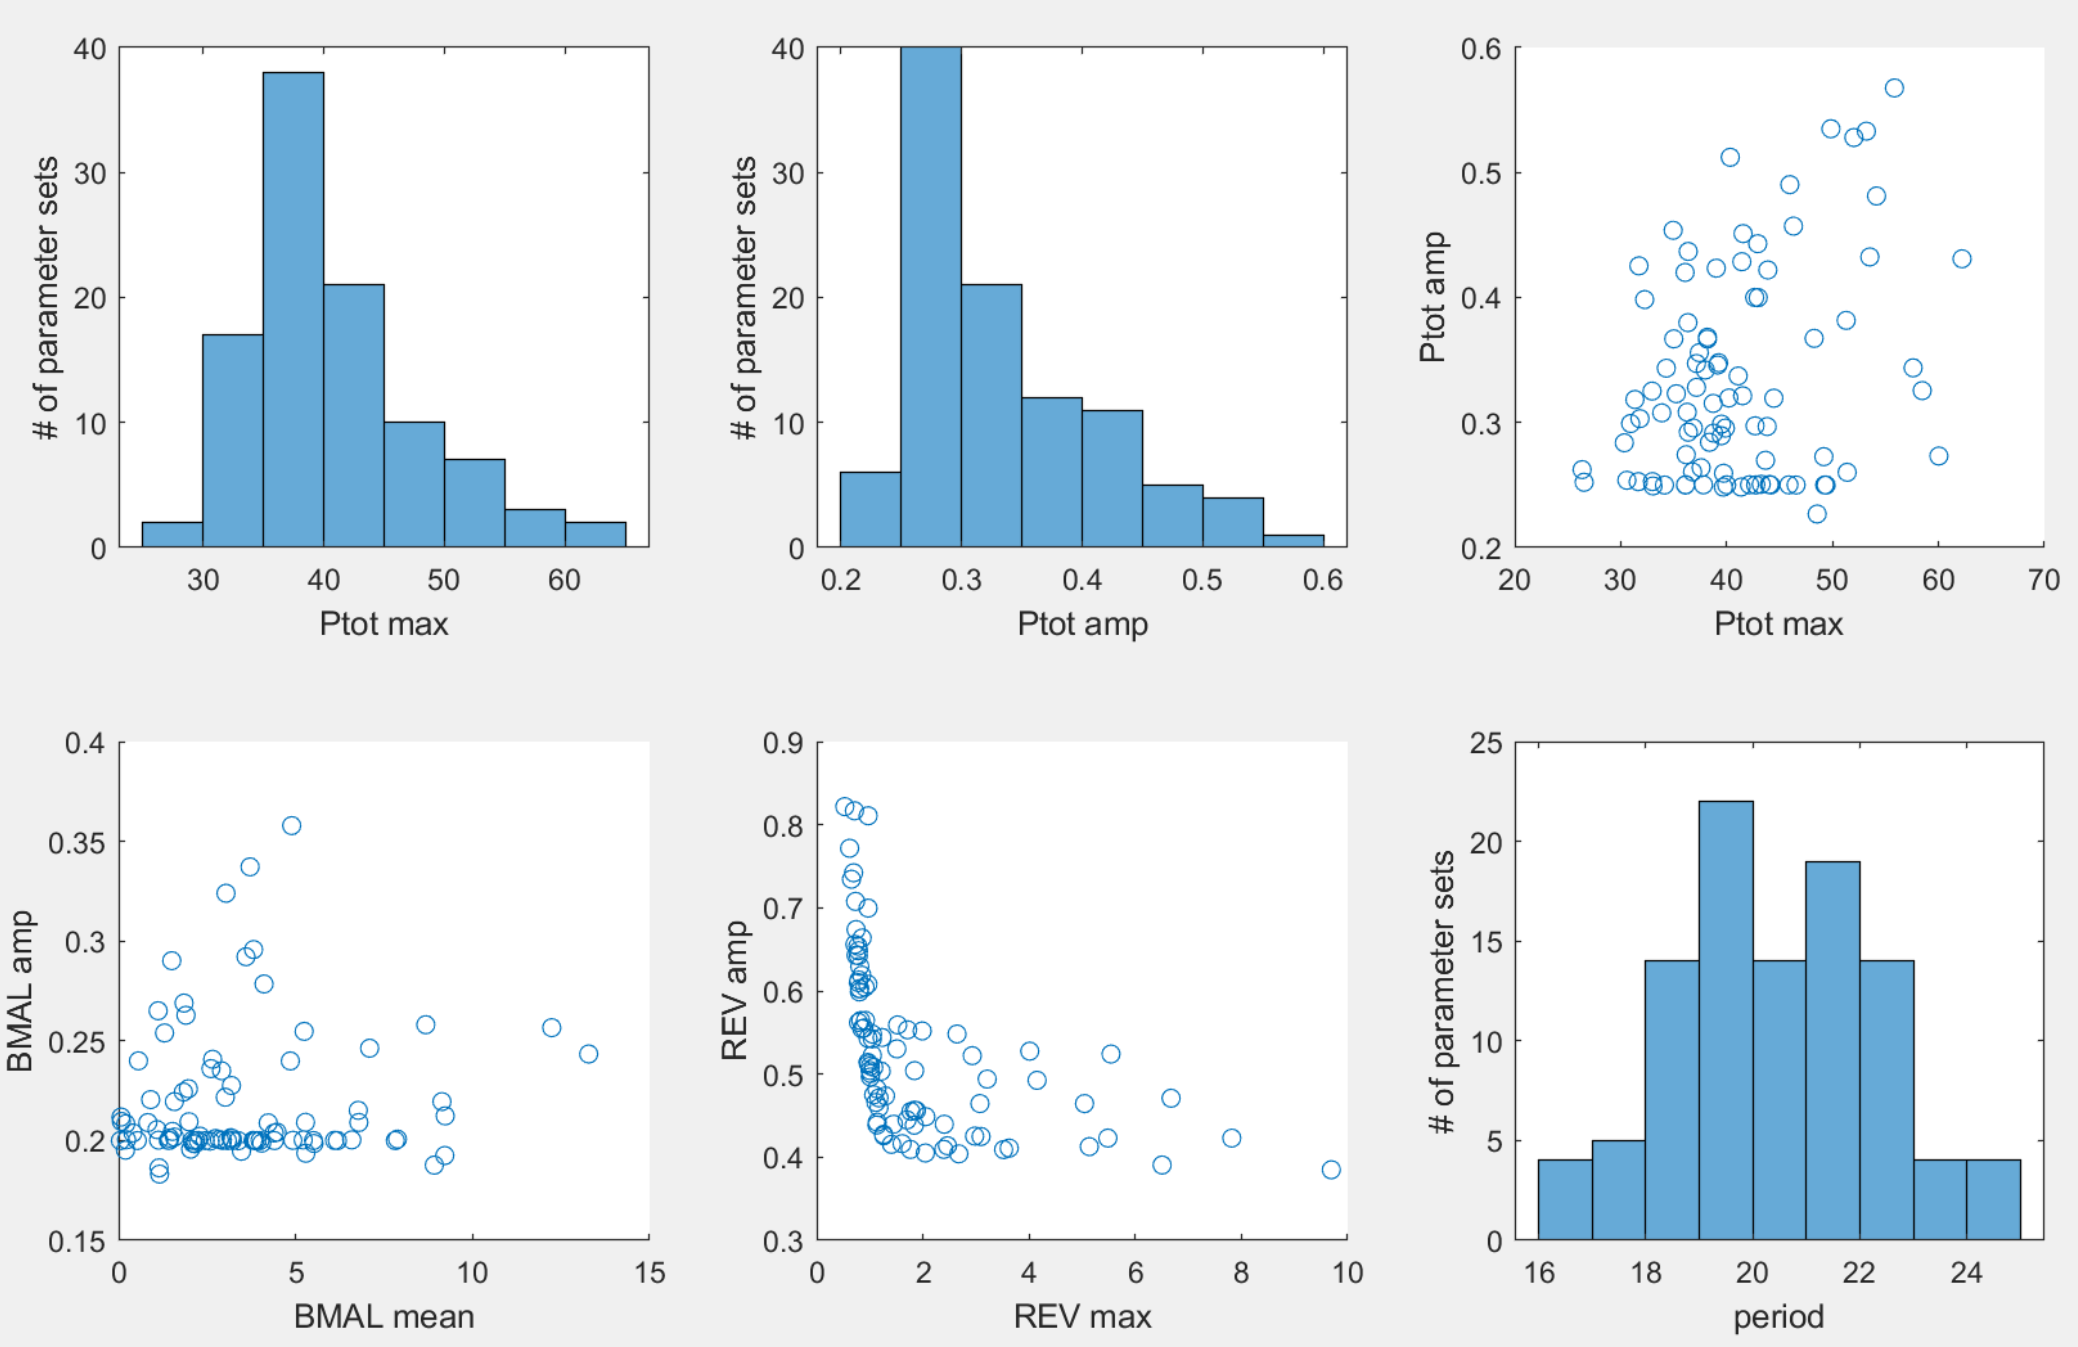 40
30
20
10
0
# of parameter sets
30 40 50 60
Ptot max
40
30
20
10
0
# of parameter sets
0.2 0.3 0.4 0.5 0.6
Ptot amp
0.6
0.5
0.4
0.3
0.2
Ptot amp
20 30 40 50 60 70
Ptot max
0.4
0.35
0.3
0.25
0.2
0.15
BMAL amp
0 5 10 15
BMAL mean
0.9
0.8
0.7
0.6
0.5
0.4
0.3
REV amp
0 2 4 6 8 10
REV max
25
20
15
10
5
0
# of parameter sets
16 18 20 22 24
period